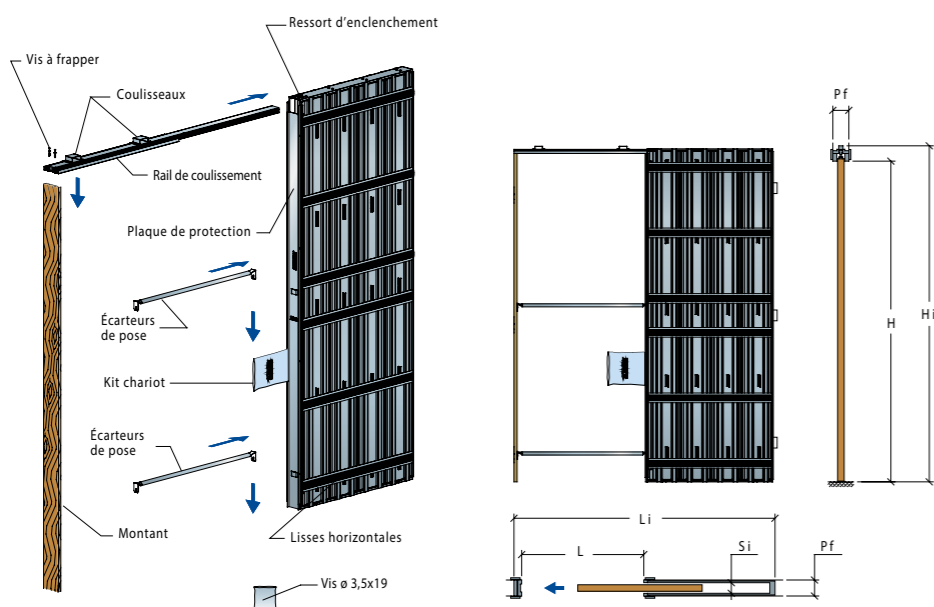 Ressort d'enclenchement
Vis à frapper
Coulisseaux
Rail de coulissement
Plaque de protection
Écarteurs
de pose
Kit chariot
Écarteurs
de pose
Montant
Lisses horizontales
Vis ø 3,5x19
Pf
H
Hi
Li
L
Si
Pf